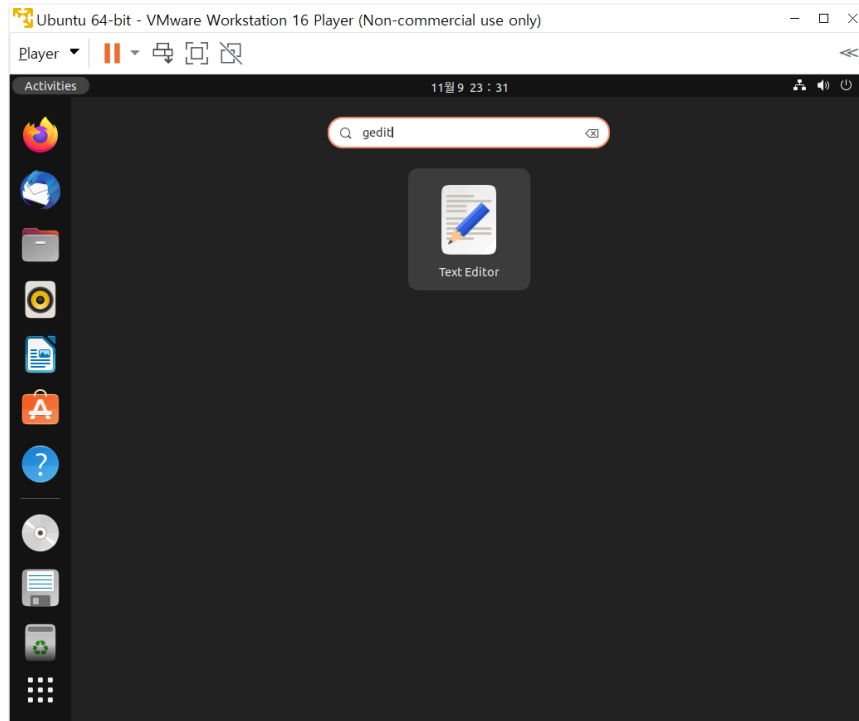 Ubuntu 64-bit - VMware Workstation 16 Player (Non-commercial use only)
Player
Activities
11월 9 23 : 31
gedit
Text Editor